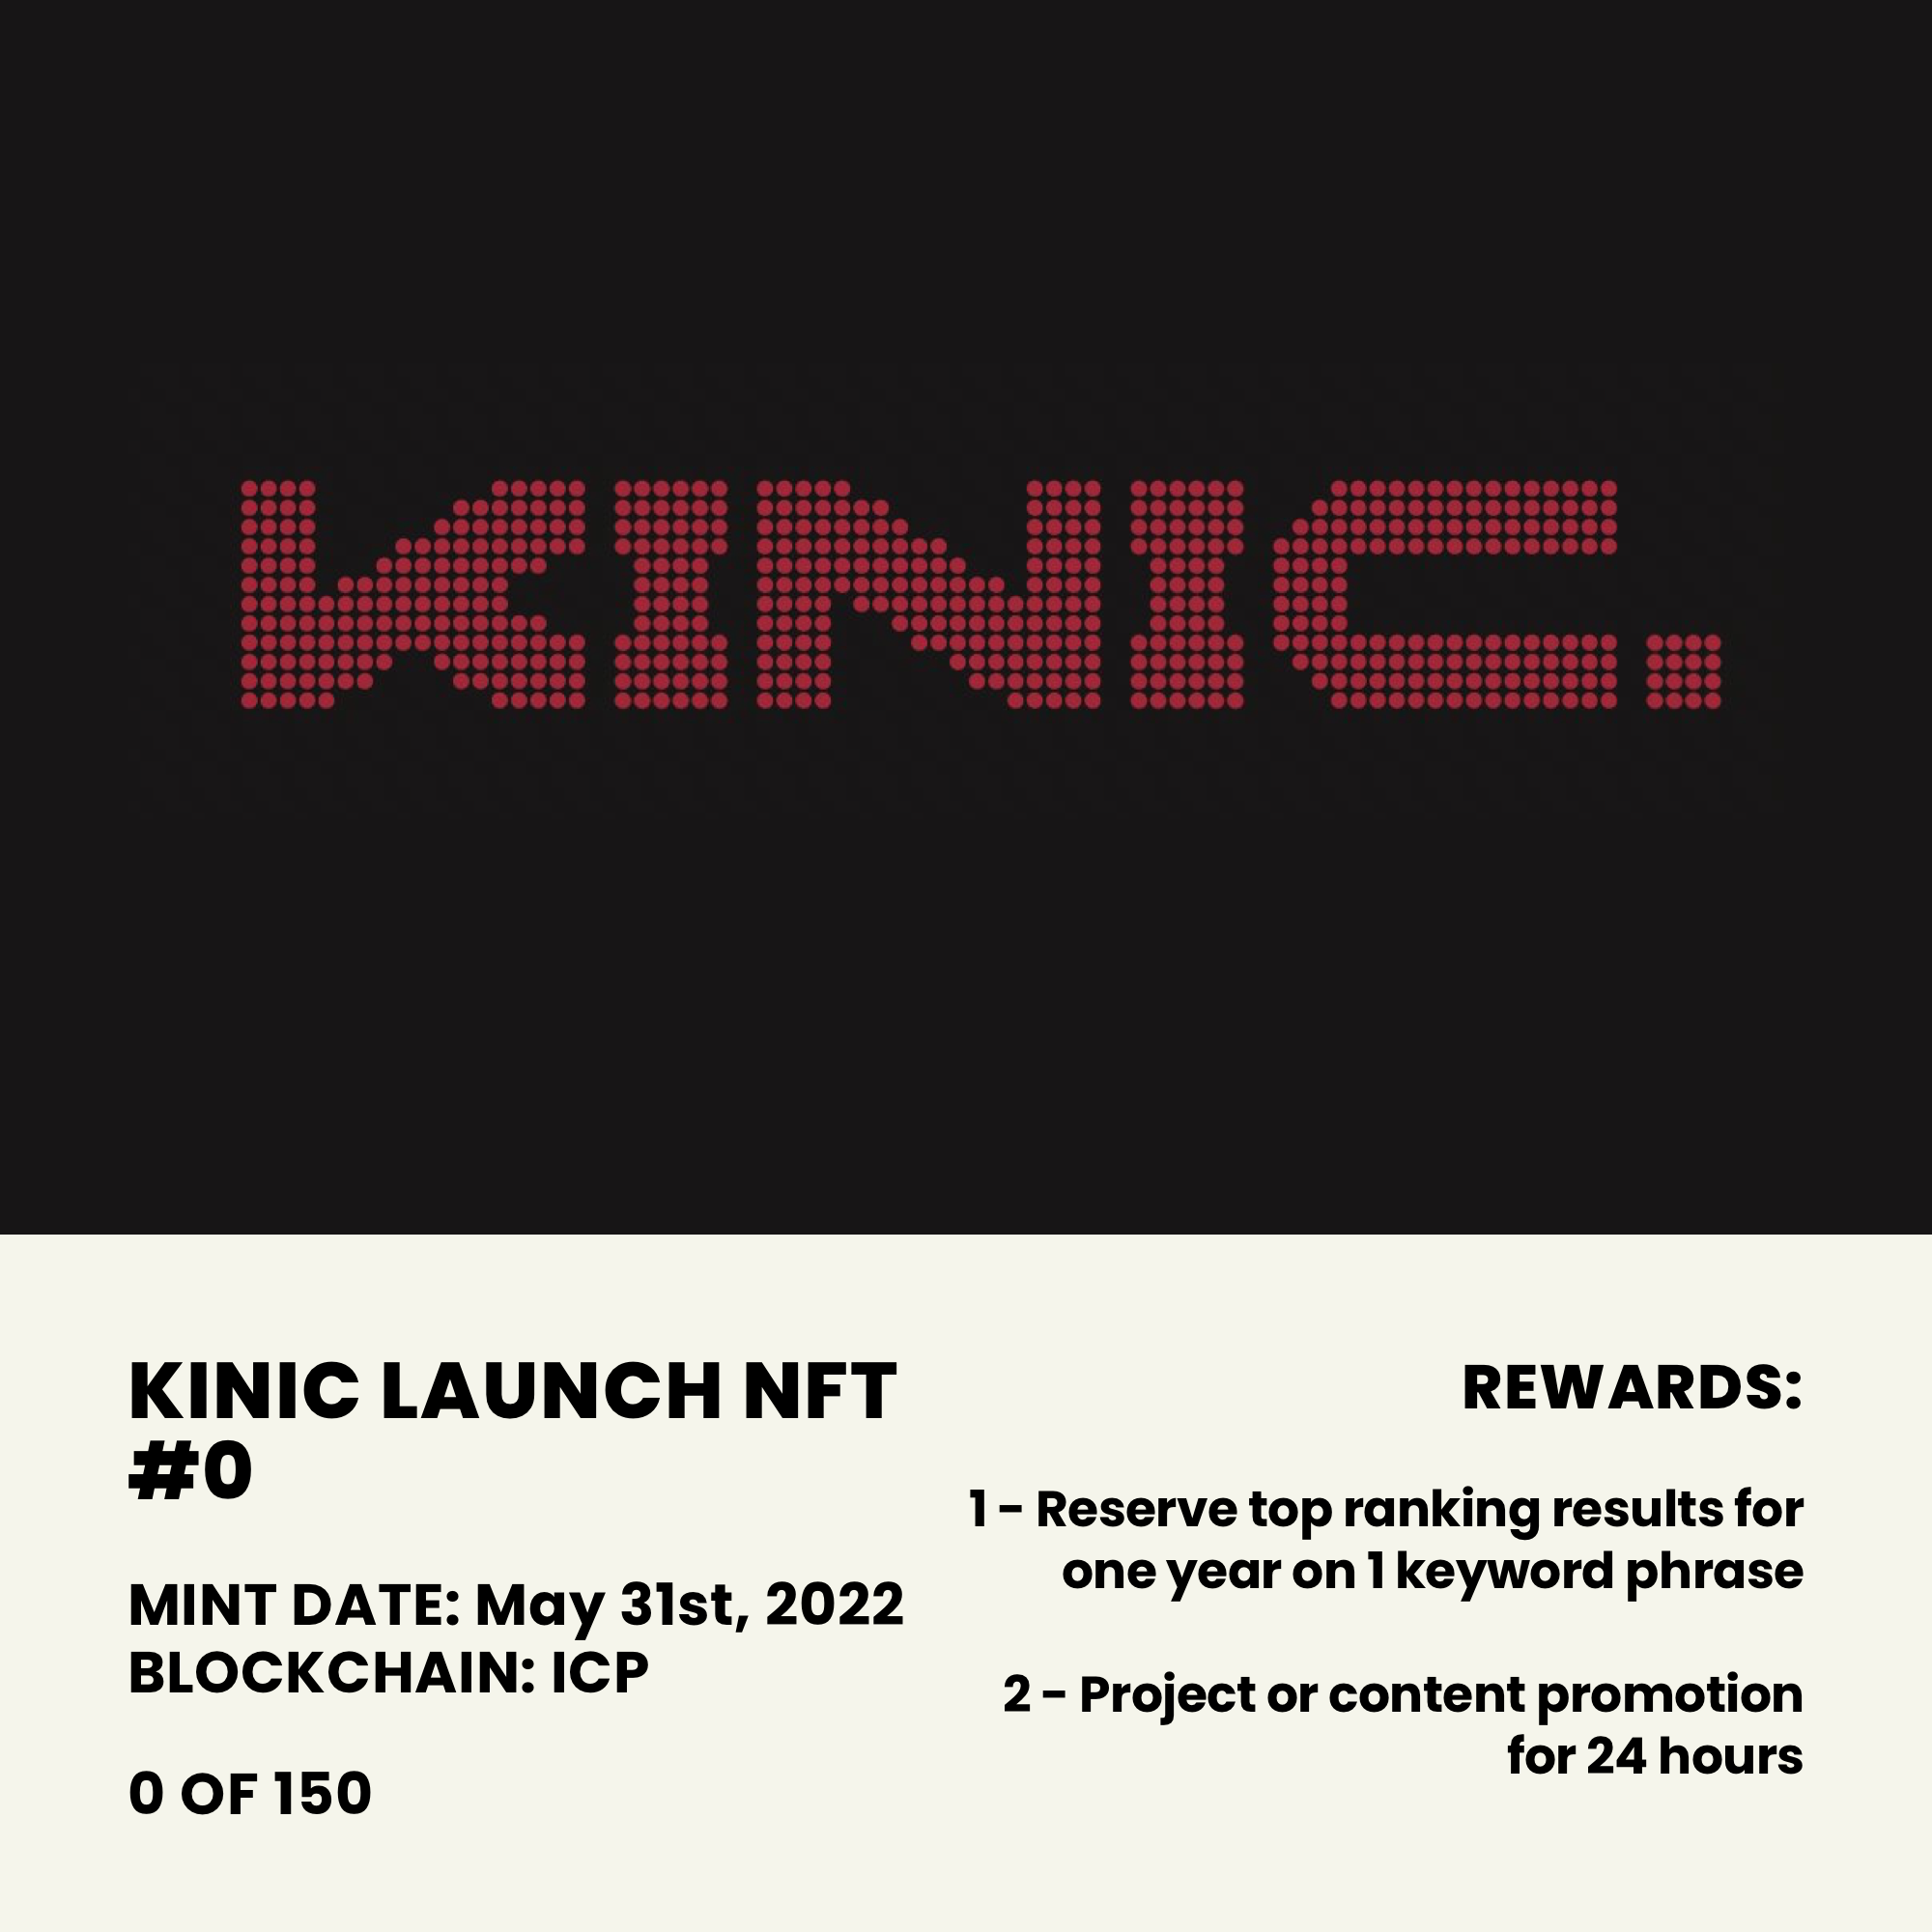 KINIC.
KINIC LAUNCH NFT
#0
MINT DATE: May 31st, 2022
BLOCKCHAIN: ICP
0 OF 150
REWARDS:
1 - Reserve top ranking results for
one year on 1 keyword phrase
2 - Project or content promotion
for 24 hours